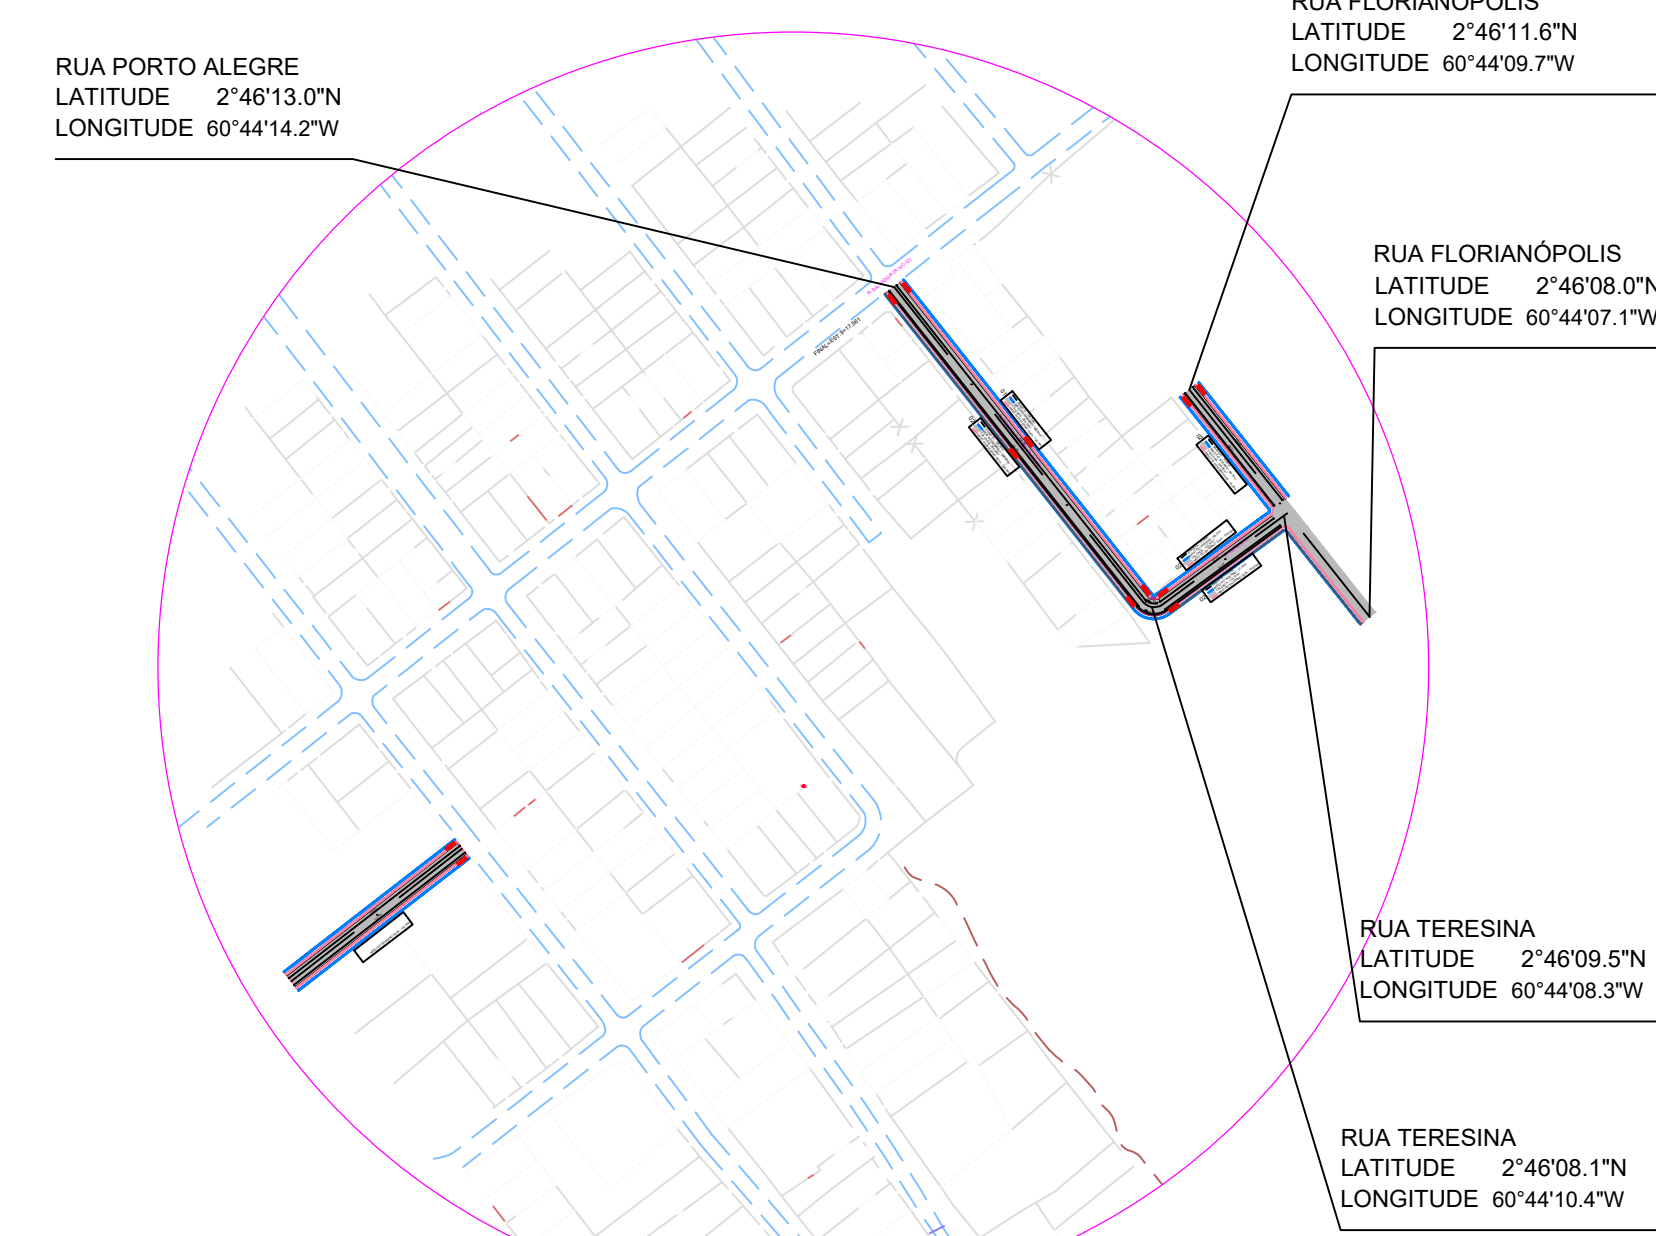 RUA FLORIANÓPOLIS
LATITUDE 2°46'11.6"N
LONGITUDE 60°44'09.7"W
RUA PORTO ALEGRE
LATITUDE 2°46'13.0"N
LONGITUDE 60°44'14.2"W
RUA FLORIANÓPOLIS
LATITUDE 2°46'08.0"N
LONGITUDE 60°44'07.1"W
RUA TERESINA
LATITUDE 2°46'09.5"N
LONGITUDE 60°44'08.3"W
RUA TERESINA
LATITUDE 2°46'08.1"N
LONGITUDE 60°44'10.4"W